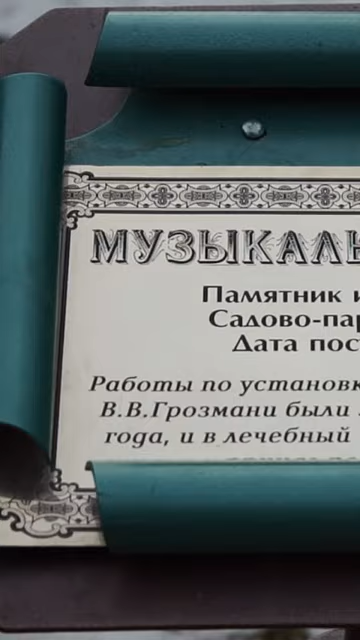 МУЗЫКАЛЬ
Памятник и
Садово-пар
Дата пос
Работы по установк
В.В.Грозмани были
года, и в лечебный